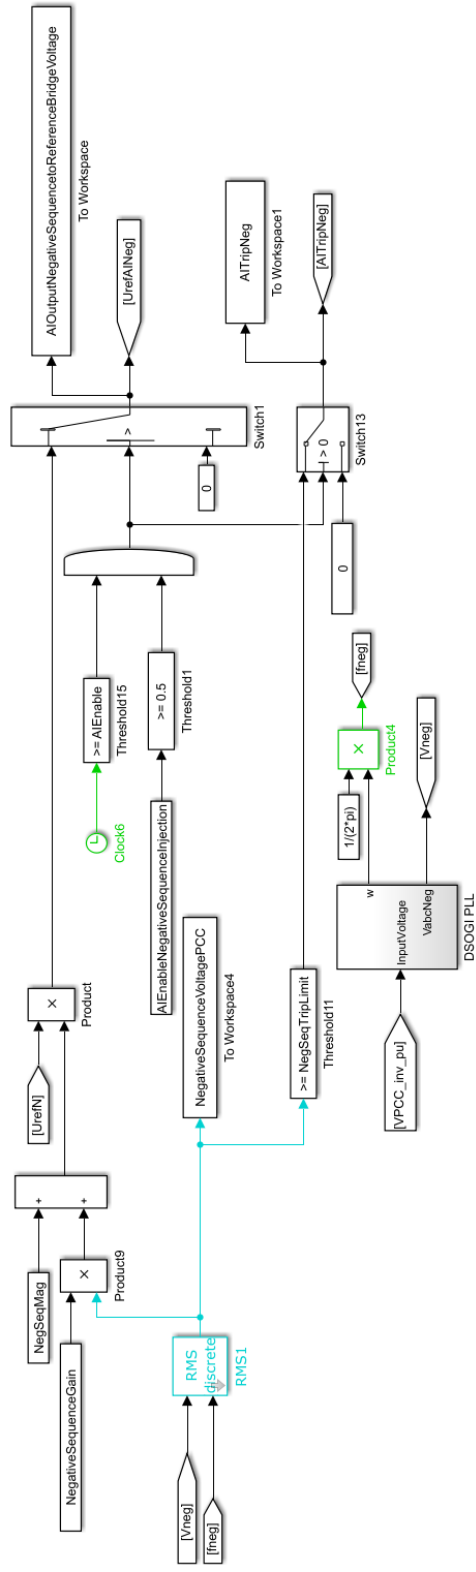 NegSeqMag
NegativeSequenceGain
+
+
×
Product9
[UrefN]
×
Product
[Vneg]
[fneg]
RMS
discrete
RMS1
NegativeSequenceVoltagePCC
To Workspace4
Clock6
>= AIEnable
Threshold15
AIEnableNegativeSequenceInjection
>= 0.5
Threshold1
>= NegSeqTripLimit
Threshold11
0
>
Switch1
AIOutputNegativeSequencetoReferenceBridgeVoltage
To Workspace
[UrefAINeg]
0
> 0
Switch13
AITripNeg
To Workspace1
[AITripNeg]
[VPCC_inv_pu]
InputVoltage
w
VabcNeg
DSOGI PLL
1/(2*pi)
×
Product4
[fneg]
[Vneg]